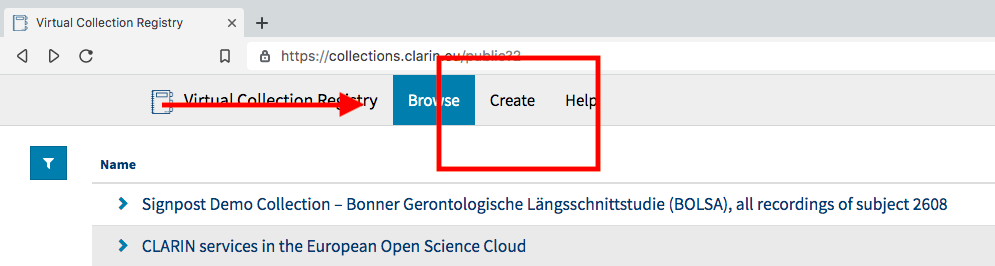 Virtual Collection Registry
https://collections.clarin.eu/public?2
Virtual Collection Registry Browse Create Help
Name
Signpost Demo Collection – Bonner Gerontologische Längsschnittstudie (BOLSA), all recordings of subject 2608
CLARIN services in the European Open Science Cloud